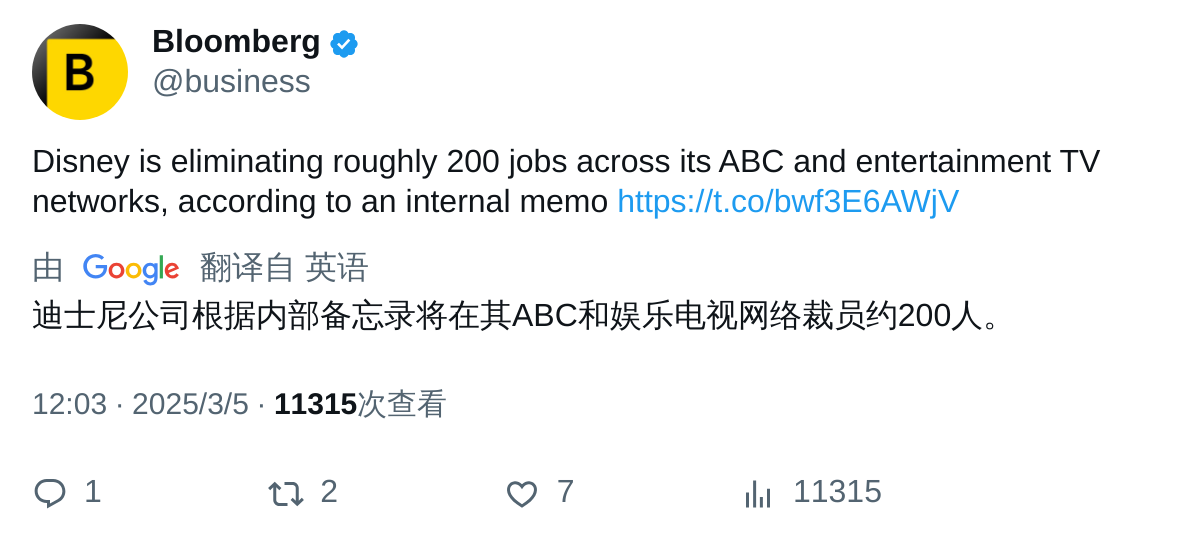 B
Bloomberg
@business
Disney is eliminating roughly 200 jobs across its ABC and entertainment TV
networks, according to an internal memo https://t.co/bwf3E6AWjV
由 Google 翻译自 英语
迪士尼公司根据内部备忘录将在其ABC和娱乐电视网络裁员约200人。
12:03 · 2025/3/5 · 11315次查看
1 2 7 11315